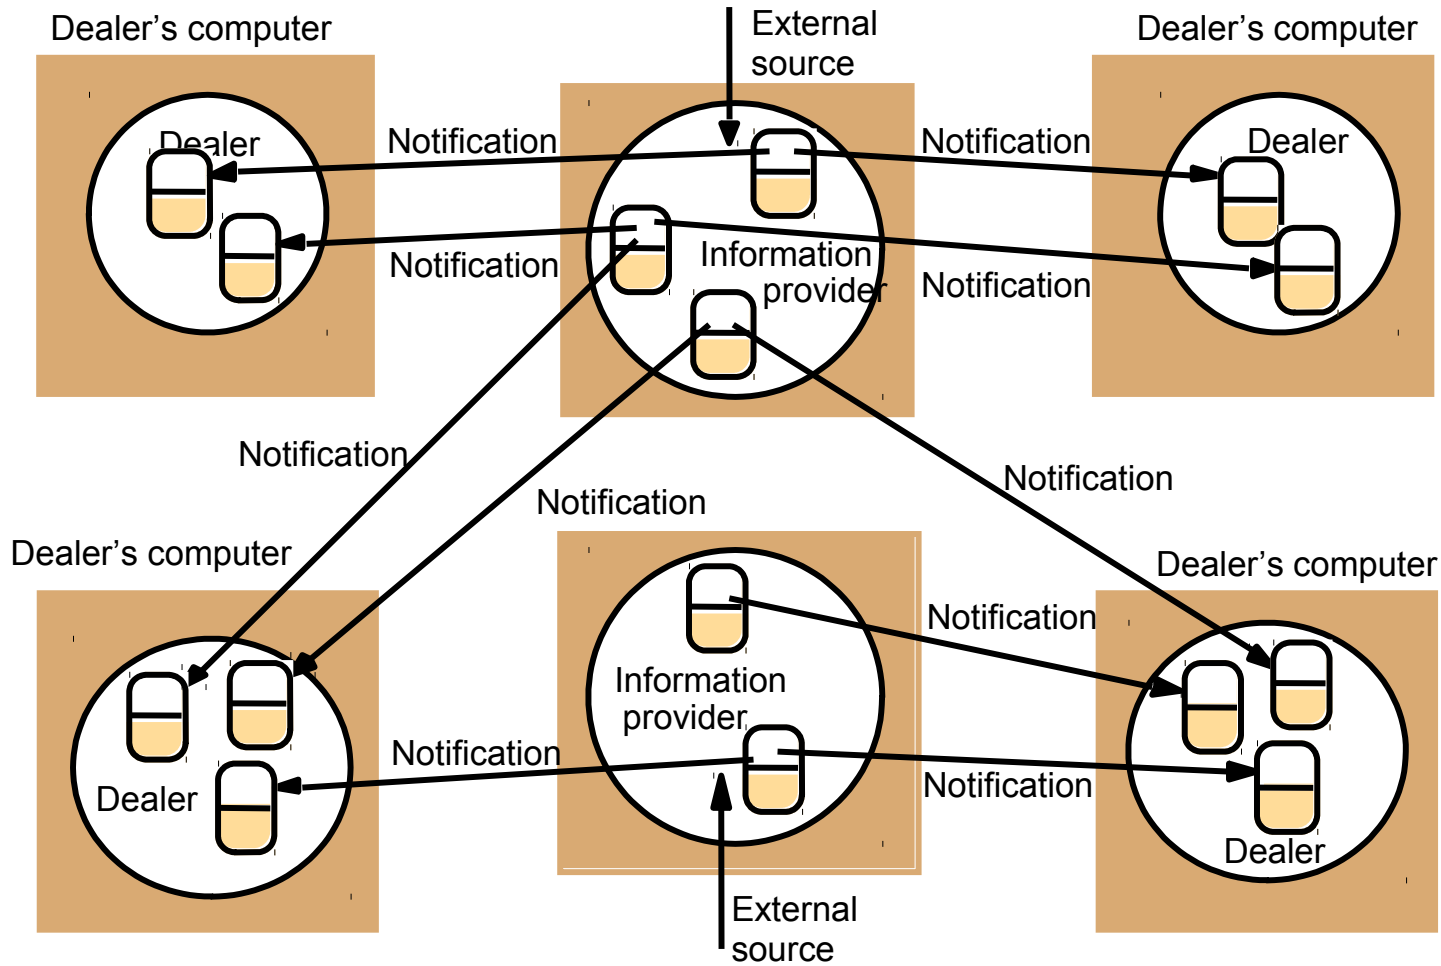 Dealer’s computer
External
source
Dealer’s computer
Dealer
Notification
Notification
Dealer
Notification
Information
provider
Notification
Notification
Notification
Notification
Dealer’s computer
Dealer’s computer
Notification
Information
provider
Notification
Notification
Dealer
Dealer
External
source